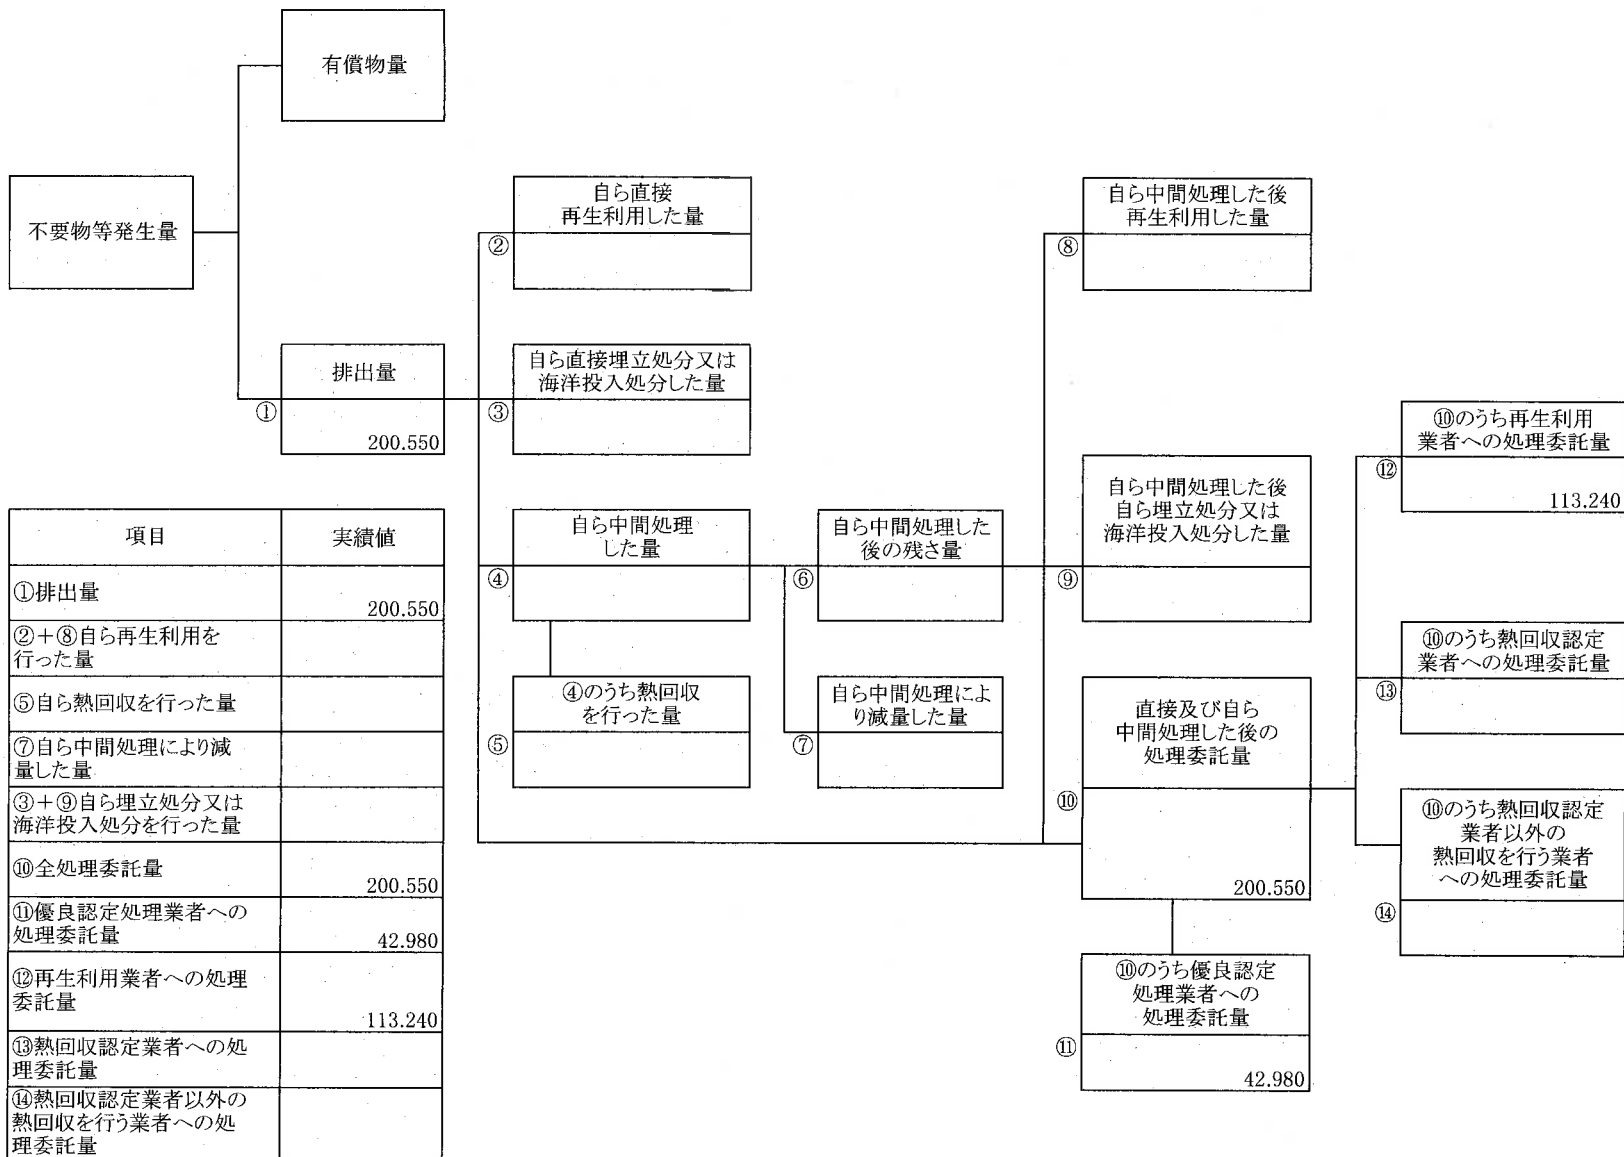 有償物量
不要物等発生量
排出量
①
200.550
自ら直接
再生利用した量
②
自ら直接埋立処分又は
海洋投入処分した量
③
自ら中間処理
した量
④
④のうち熱回収
を行った量
⑤
自ら中間処理した
後の残さ量
⑥
自ら中間処理によ
り減量した量
⑦
自ら中間処理した後
再生利用した量
⑧
自ら中間処理した後
自ら埋立処分又は
海洋投入処分した量
⑨
直接及び自ら
中間処理した後の
処理委託量
⑩
200.550
⑩のうち優良認定
処理業者への
処理委託量
⑪
42.980
⑩のうち再生利用
業者への処理委託量
⑫
113.240
⑩のうち熱回収認定
業者への処理委託量
⑬
⑩のうち熱回収認定
業者以外の
熱回収を行う業者
への処理委託量
⑭
項目 実績値
①排出量
200.550
②+⑧自ら再生利用を
行った量
⑤自ら熱回収を行った量
⑦自ら中間処理により減
量した量
③+⑨自ら埋立処分又は
海洋投入処分を行った量
⑩全処理委託量
200.550
⑪優良認定処理業者への
処理委託量
42.980
⑫再生利用業者への処理
委託量
113.240
⑬熱回収認定業者への処
理委託量
⑭熱回収認定業者以外の
熱回収を行う業者への処
理委託量